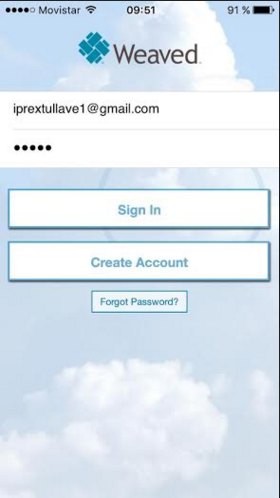 Movistar 09:51 91 %
Weaved
iprextullave1@gmail.com
●●●●●
Sign In
Create Account
Forgot Password?